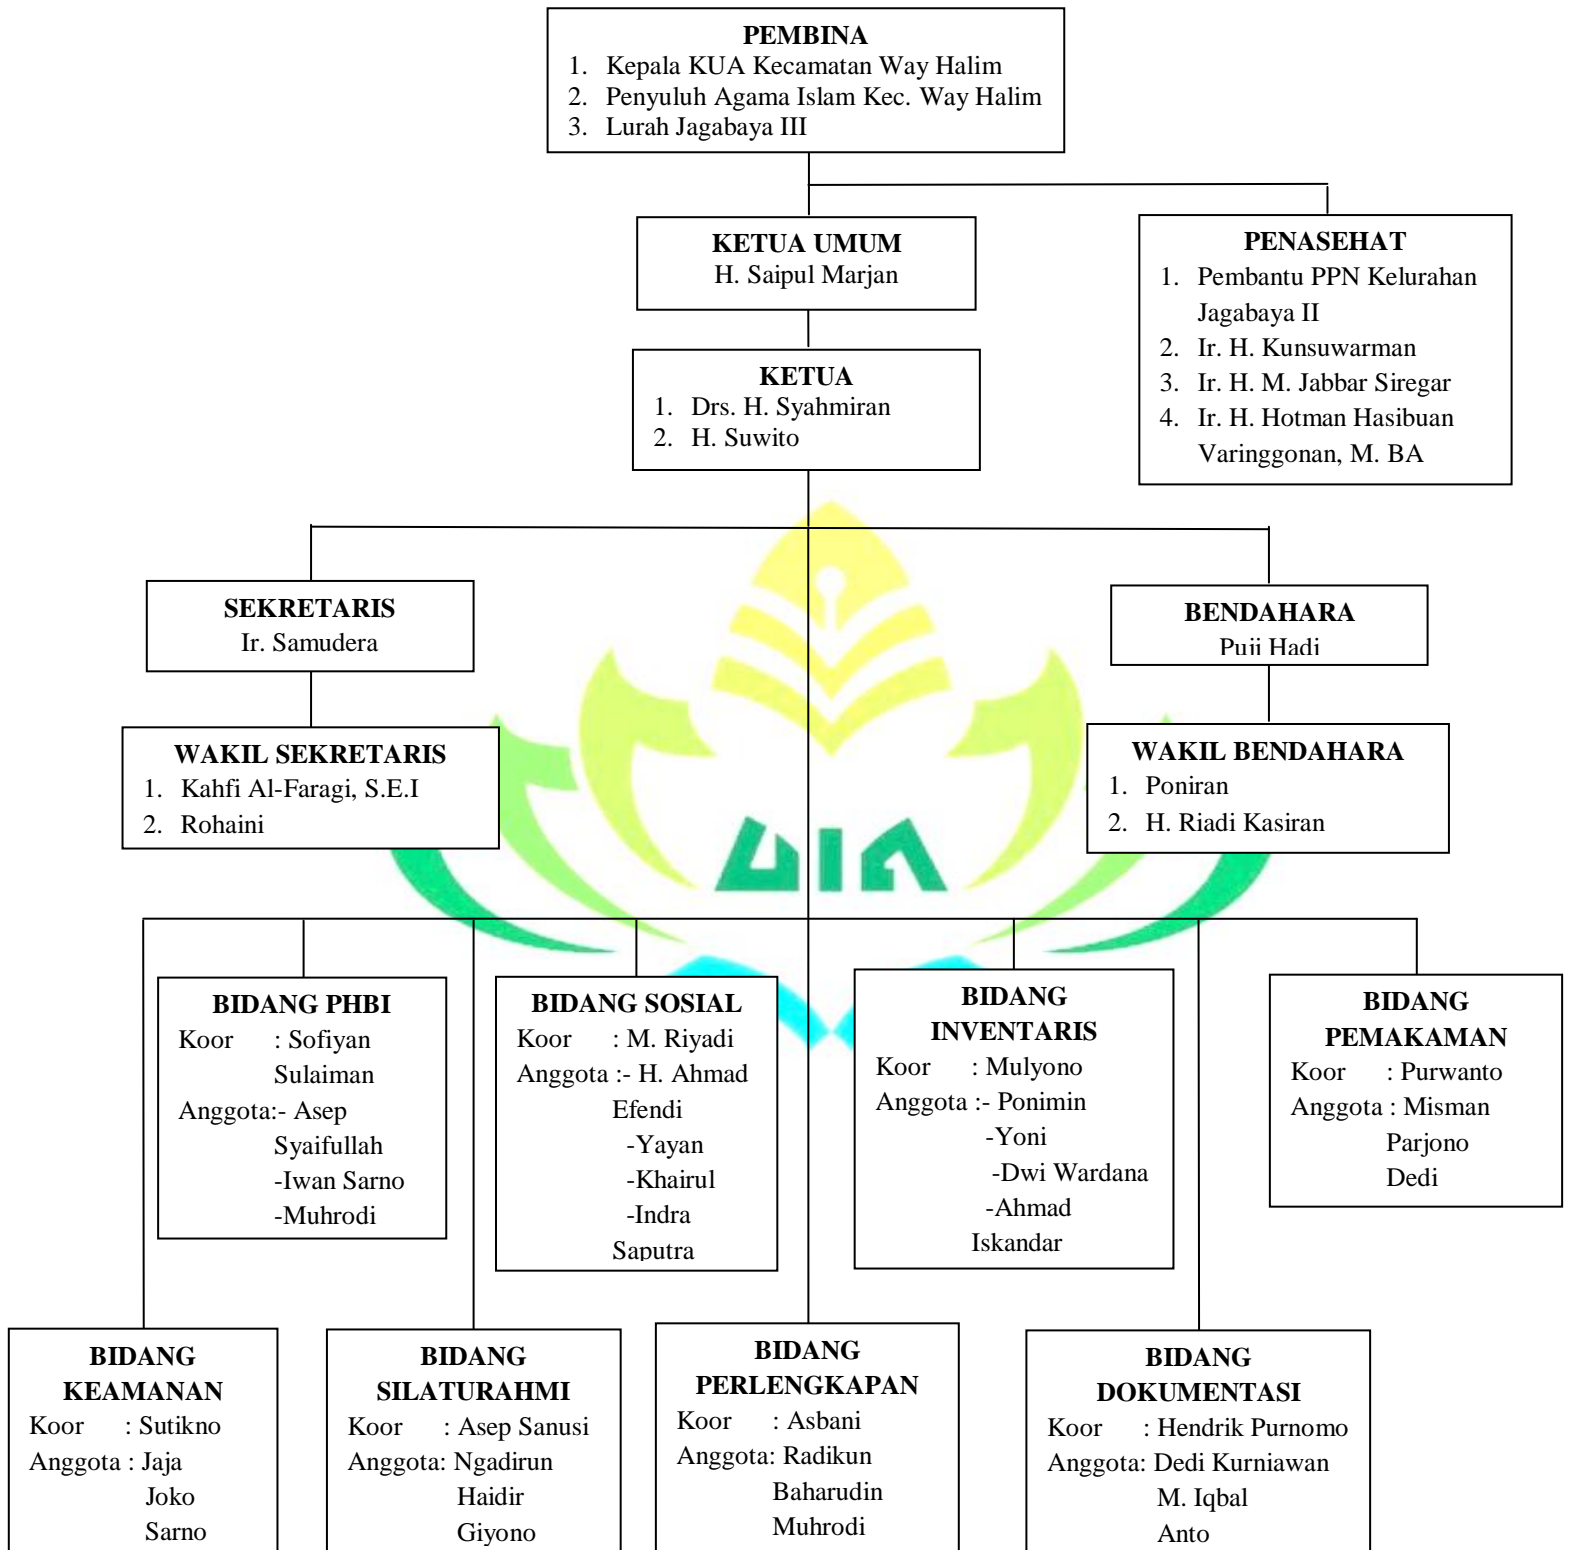 PEMBINA
1. Kepala KUA Kecamatan Way Halim
2. Penyuluh Agama Islam Kec. Way Halim
3. Lurah Jagabaya III
KETUA UMUM
H. Saipul Marjan
PENASEHAT
1. Pembantu PPN Kelurahan
Jagabaya II
2. Ir. H. Kunsuwarman
3. Ir. H. M. Jabbar Siregar
4. Ir. H. Hotman Hasibuan
Varinggonan, M. BA
KETUA
1. Drs. H. Syahmiran
2. H. Suwito
SEKRETARIS
Ir. Samudera
BENDAHARA
Puji Hadi
WAKIL SEKRETARIS
1. Kahfi Al-Faragi, S.E.I
2. Rohaini
WAKIL BENDAHARA
1. Poniran
2. H. Riadi Kasiran
UIN
BIDANG PHBI
Koor : Sofiyan
Sulaiman
Anggota:- Asep
Syaifullah
-Iwan Sarno
-Muhrodi
BIDANG SOSIAL
Koor : M. Riyadi
Anggota :- H. Ahmad
Efendi
-Yayan
-Khairul
-Indra
Saputra
BIDANG
INVENTARIS
Koor : Mulyono
Anggota :- Ponimin
-Yoni
-Dwi Wardana
-Ahmad
Iskandar
BIDANG
PEMAKAMAN
Koor : Purwanto
Anggota : Misman
Parjono
Dedi
BIDANG
KEAMANAN
Koor : Sutikno
Anggota : Jaja
Joko
Sarno
BIDANG
SILATURAHMI
Koor : Asep Sanusi
Anggota: Ngadirun
Haidir
Giyono
BIDANG
PERLENGKAPAN
Koor : Asbani
Anggota: Radikun
Baharudin
Muhrodi
BIDANG
DOKUMENTASI
Koor : Hendrik Purnomo
Anggota: Dedi Kurniawan
M. Iqbal
Anto